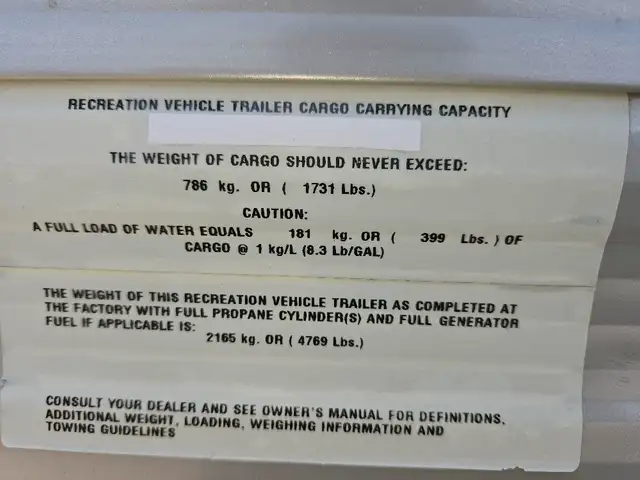 RECREATION VEHICLE TRAILER CARGO CARRYING CAPACITY
THE WEIGHT OF CARGO SHOULD NEVER EXCEED:
786 kg. OR ( 1731 Lbs.)
CAUTION:
A FULL LOAD OF WATER EQUALS 181 kg. OR ( 399 Lbs. ) OF
CARGO @ 1 kg/L (8.3 Lb/GAL)
THE WEIGHT OF THIS RECREATION VEHICLE TRAILER AS COMPLETED AT
THE FACTORY WITH FULL PROPANE CYLINDER(S) AND FULL GENERATOR
FUEL IF APPLICABLE IS:
2165 kg. OR ( 4769 Lbs.)
CONSULT YOUR DEALER AND SEE OWNER'S MANUAL FOR DEFINITIONS,
ADDITIONAL WEIGHT, LOADING, WEIGHING INFORMATION AND
TOWING GUIDELINES